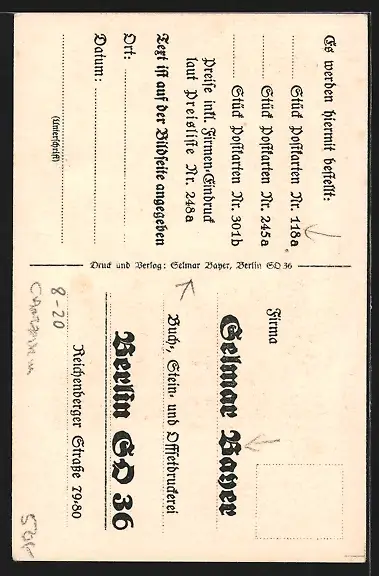 Es werden hiermit bestellt:
Stück Postkarten Nr. 118a
Stück Postkarten Nr. 245a
Stück Postkarten Nr. 301b
Preise inkl. Firmen-Eindruck
laut Preisliste Nr. 248a
Text ist auf der Bildseite angegeben
Ort:
Datum:
(Unterschrift)
Druck und Verlag: Selmar Bayer, Berlin SO 36
Firma
Selmar Bayer
Buch-, Stein- und Offsetdruckerei
Berlin SO 36
Reichenberger Straße 79-80
8-20